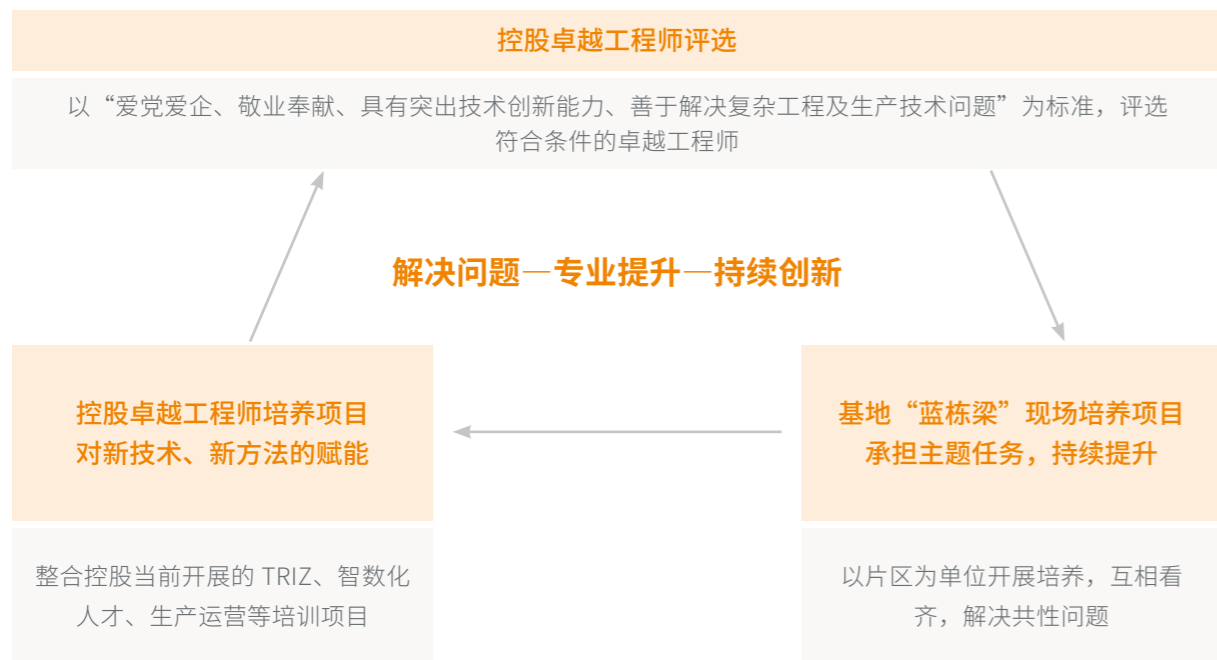 控股卓越工程师评选
以“爱党爱企、敬业奉献、具有突出技术创新能力、善于解决复杂工程及生产技术问题”为标准，评选
符合条件的卓越工程师
解决问题—专业提升—持续创新
控股卓越工程师培养项目
对新技术、新方法的赋能
整合控股当前开展的 TRIZ、智数化
人才、生产运营等培训项目
基地“蓝栋梁”现场培养项目
承担主题任务，持续提升
以片区为单位开展培养，互相看
齐，解决共性问题